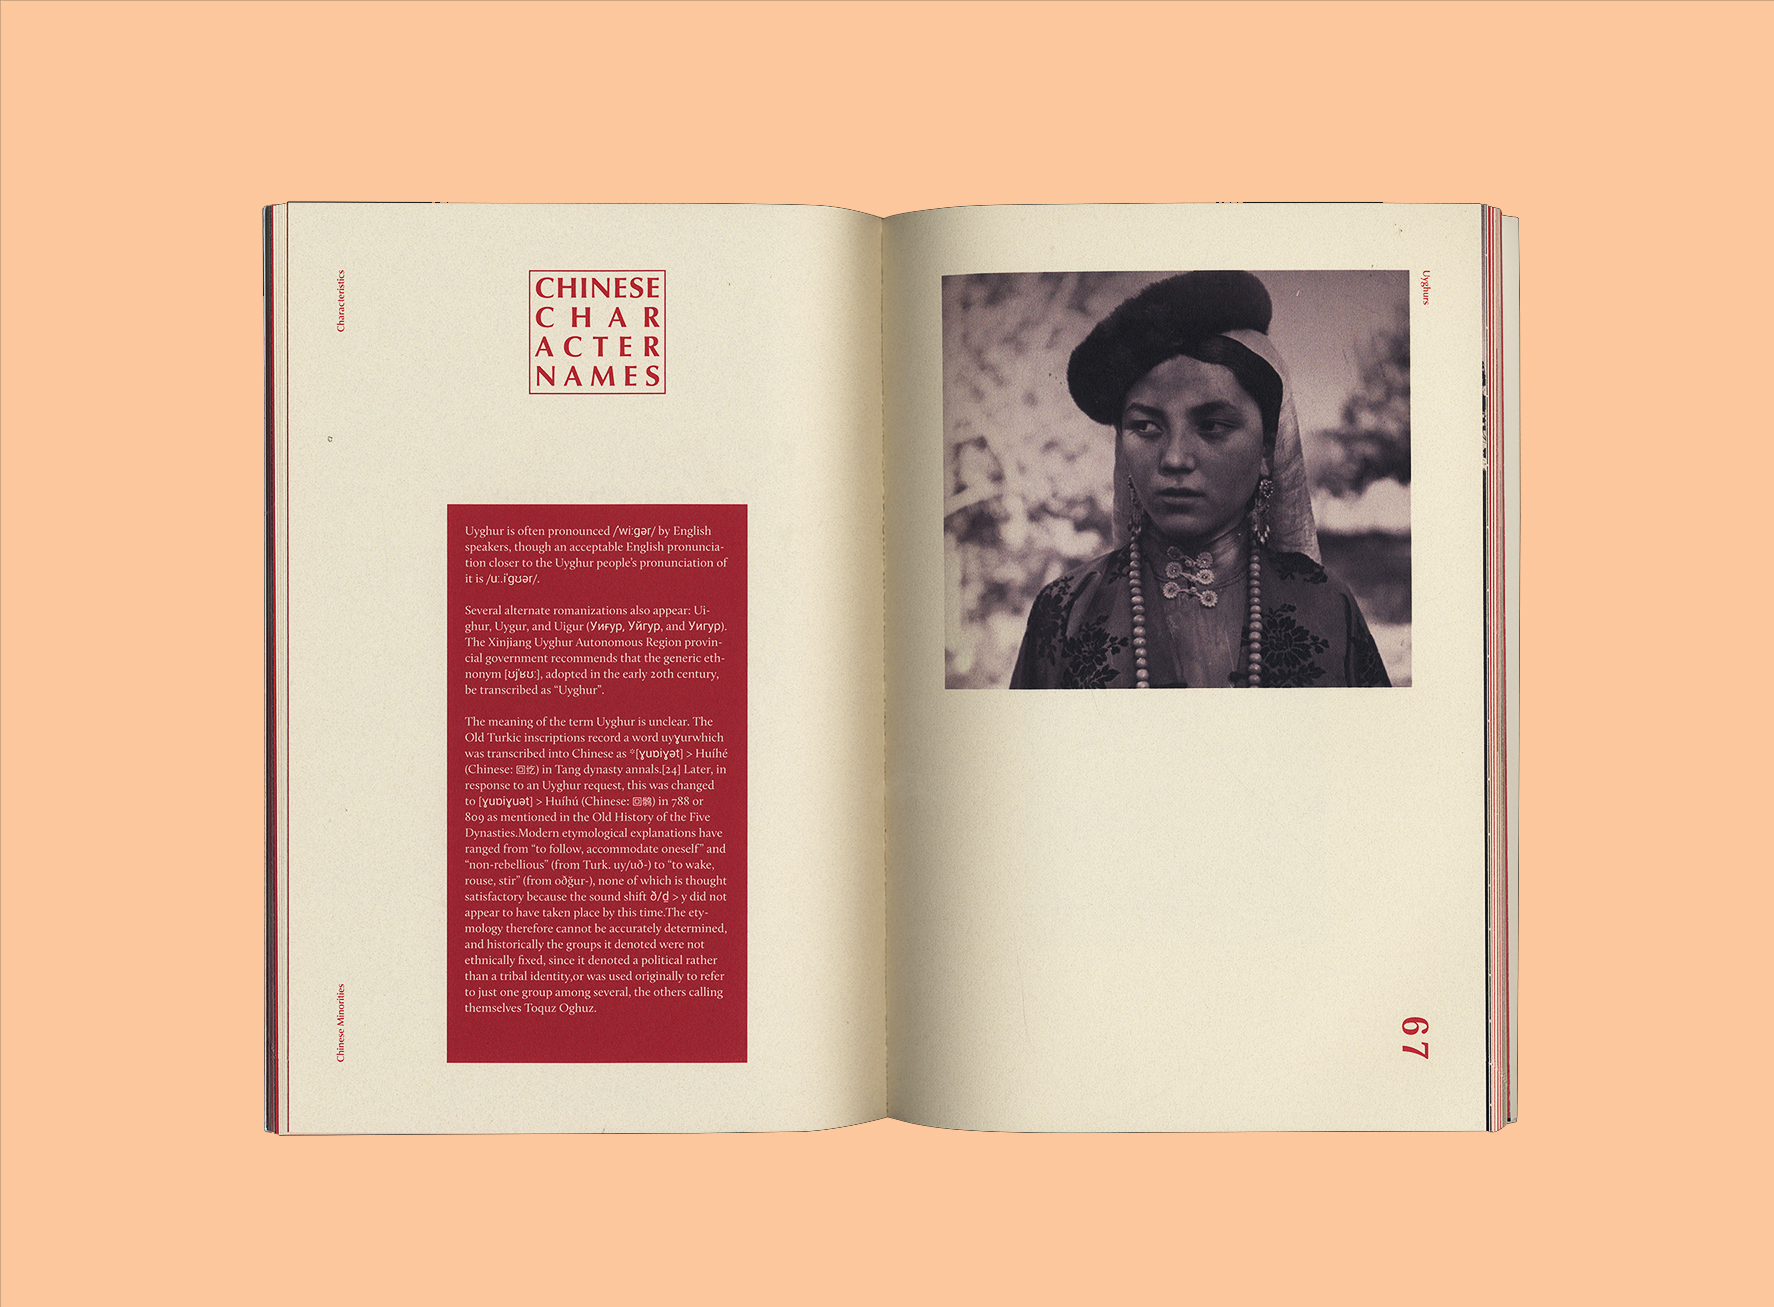 Characteristics
CHINESE
CHAR
ACTER
NAMES
Uyghur is often pronounced /ˈwiːɡər/ by English
speakers, though an acceptable English pronuncia-
tion closer to the Uyghur people's pronunciation of
it is /uː.iˈɡʊər/.
Several alternate romanizations also appear: Ui-
ghur, Uygur, and Uigur (Уиғур, Уйгур, and Уигур).
The Xinjiang Uyghur Autonomous Region provin-
cial government recommends that the generic eth-
nonym [ʊjˈʁʊː], adopted in the early 20th century,
be transcribed as “Uyghur”.
The meaning of the term Uyghur is unclear. The
Old Turkic inscriptions record a word uyɣurwhich
was transcribed into Chinese as *[ɣuɒiɣət] > Huíhé
(Chinese: 回纥) in Tang dynasty annals.[24] Later, in
response to an Uyghur request, this was changed
to [ɣuɒiɣuət] > Huíhú (Chinese: 回鹘) in 788 or
809 as mentioned in the Old History of the Five
Dynasties.Modern etymological explanations have
ranged from “to follow, accommodate oneself” and
“non-rebellious” (from Turk. uy/uð-) to “to wake,
rouse, stir” (from oðğur-), none of which is thought
satisfactory because the sound shift ð/ḏ > y did not
appear to have taken place by this time.The ety-
mology therefore cannot be accurately determined,
and historically the groups it denoted were not
ethnically fixed, since it denoted a political rather
than a tribal identity,or was used originally to refer
to just one group among several, the others calling
themselves Toquz Oghuz.
Chinese Minorities
Uyghurs
67